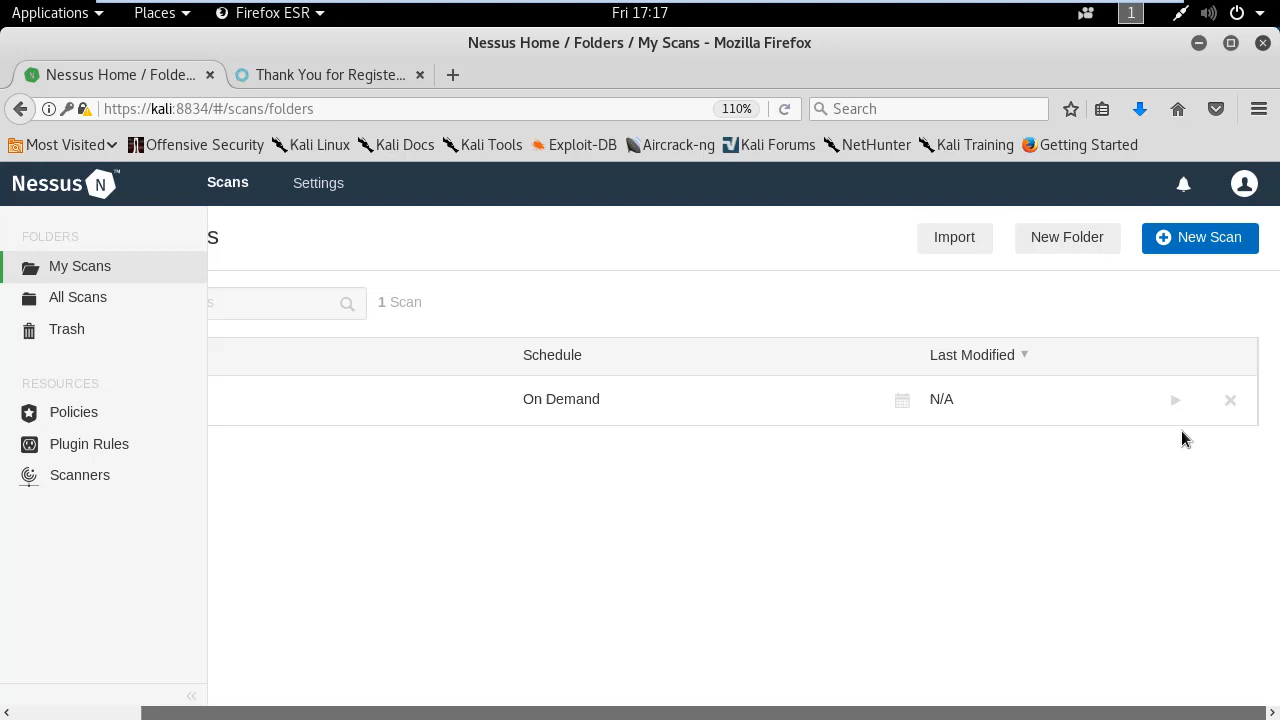 Applications Places Firefox ESR Fri 17:17 1
Nessus Home / Folders / My Scans - Mozilla Firefox
Nessus Home / Folde... × Thank You for Registe... ×
https://kali:8834/#/scans/folders 110% Search
Most Visited Offensive Security Kali Linux Kali Docs Kali Tools Exploit-DB Aircrack-ng Kali Forums NetHunter Kali Training Getting Started
Nessus N ™ Scans Settings
FOLDERS
s Import New Folder New Scan
My Scans
All Scans
s 1 Scan
Trash
Schedule Last Modified
RESOURCES
On Demand N/A
Policies
Plugin Rules
Scanners